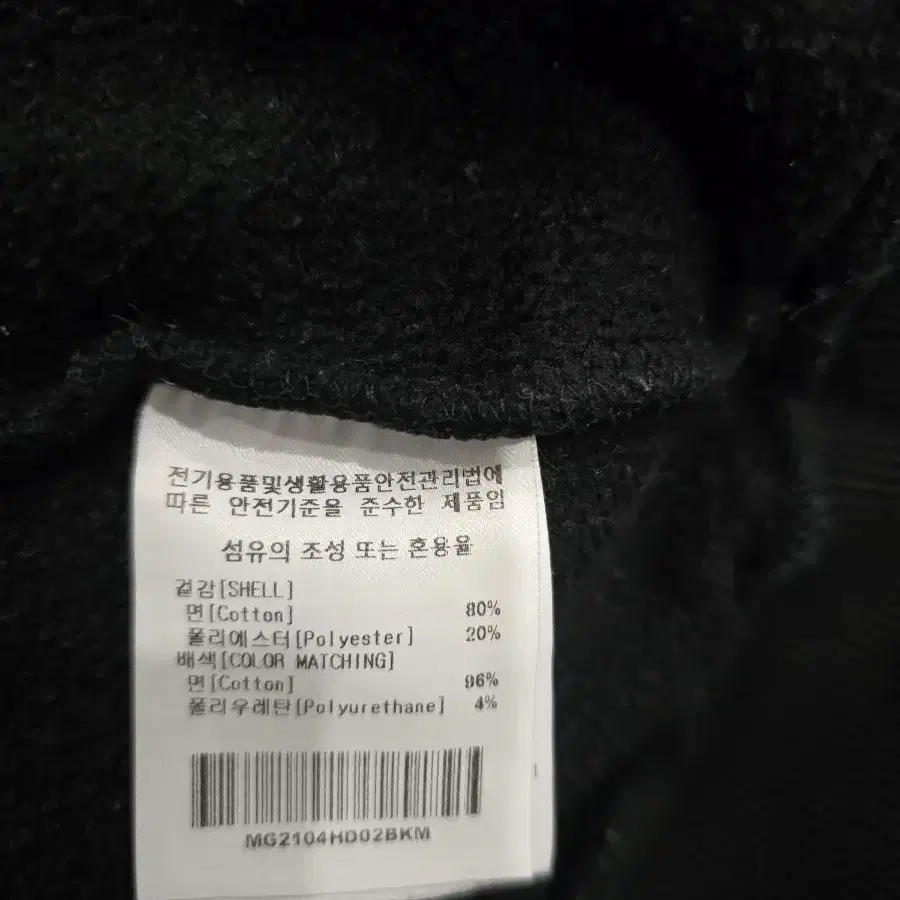 전기용품및생활용품안전관리법에
따른 안전기준을 준수한 제품임
섬유의 조성 또는 혼용율
겉감[SHELL]
면[Cotton] 80%
폴리에스터[Polyester] 20%
배색[COLOR MATCHING]
면[Cotton] 96%
폴리우레탄[Polyurethane] 4%
MG2104HD02BKM